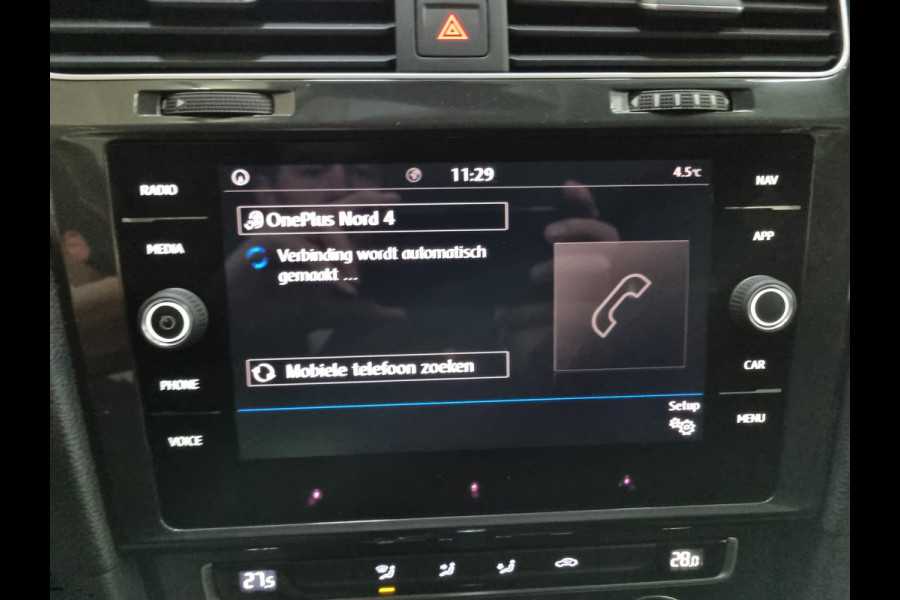 11:29
4.5°C
RADIO
NAV
OnePlus Nord 4
MEDIA
APP
Verbinding wordt automatisch
gemaakt ...
Mobiele telefoon zoeken
PHONE
CAR
Setup
VOICE
MENU
27.5
28.0